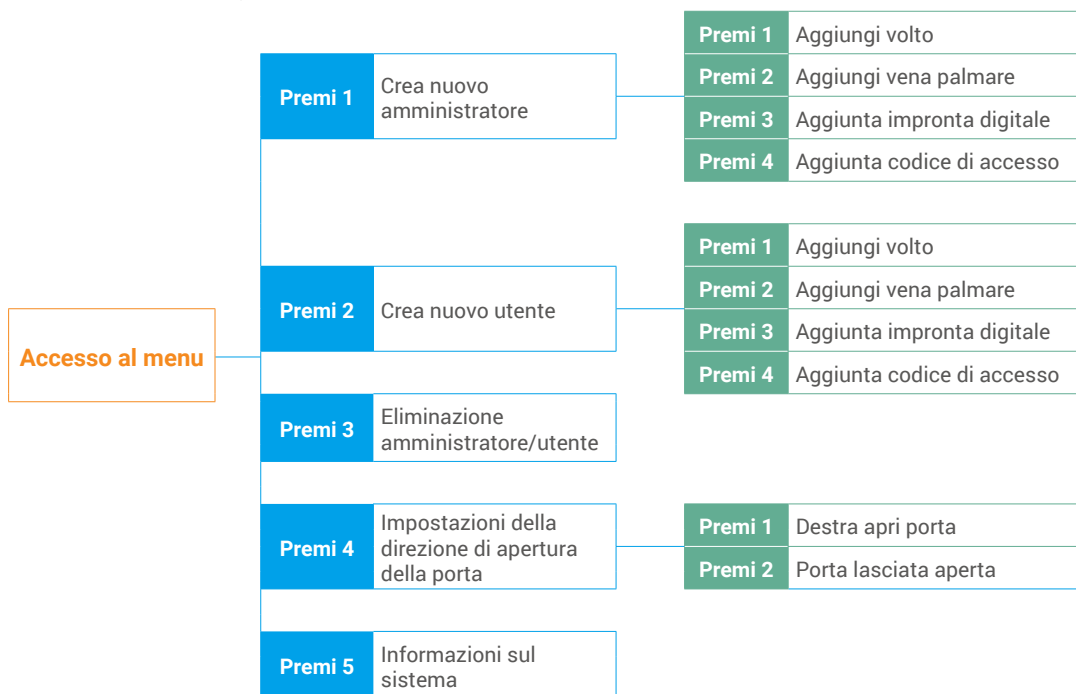 Accesso al menu
Premi 1
Crea nuovo
amministratore
Premi 1 Aggiungi volto
Premi 2 Aggiungi vena palmare
Premi 3 Aggiunta impronta digitale
Premi 4 Aggiunta codice di accesso
Premi 2
Crea nuovo utente
Premi 1 Aggiungi volto
Premi 2 Aggiungi vena palmare
Premi 3 Aggiunta impronta digitale
Premi 4 Aggiunta codice di accesso
Premi 3
Eliminazione
amministratore/utente
Premi 4
Impostazioni della
direzione di apertura
della porta
Premi 1 Destra apri porta
Premi 2 Porta lasciata aperta
Premi 5
Informazioni sul
sistema